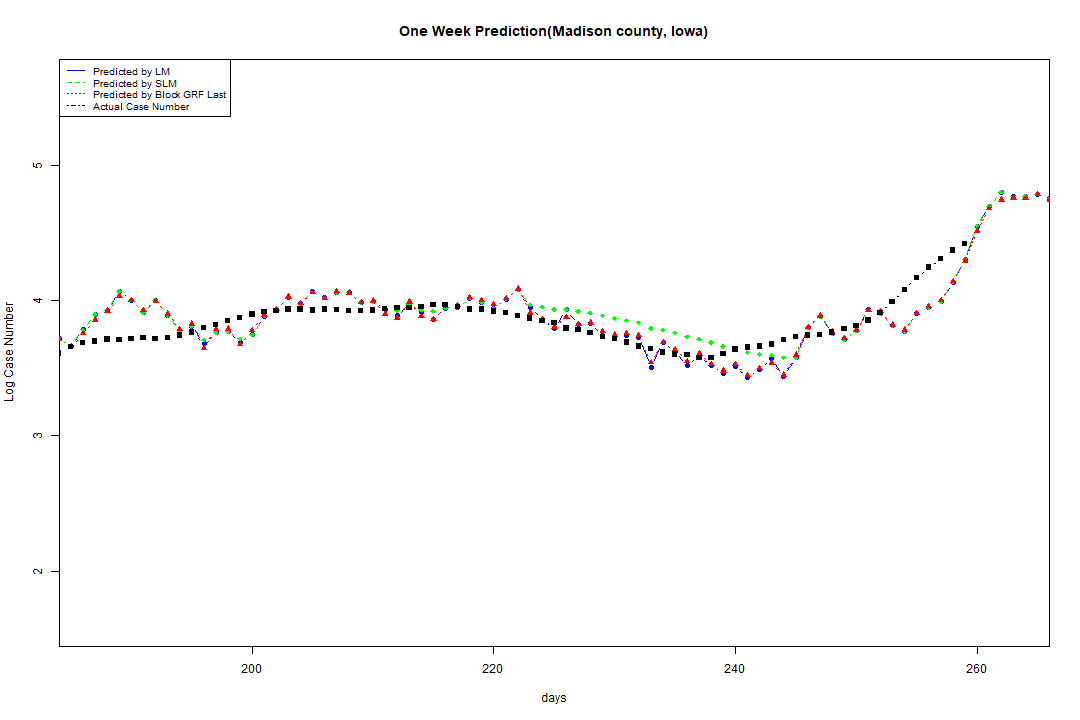 One Week Prediction(Madison county, Iowa)
Predicted by LM
Predicted by SLM
Predicted by Block GRF Last
Actual Case Number
Log Case Number
5
4
3
2
200 220 240 260
days